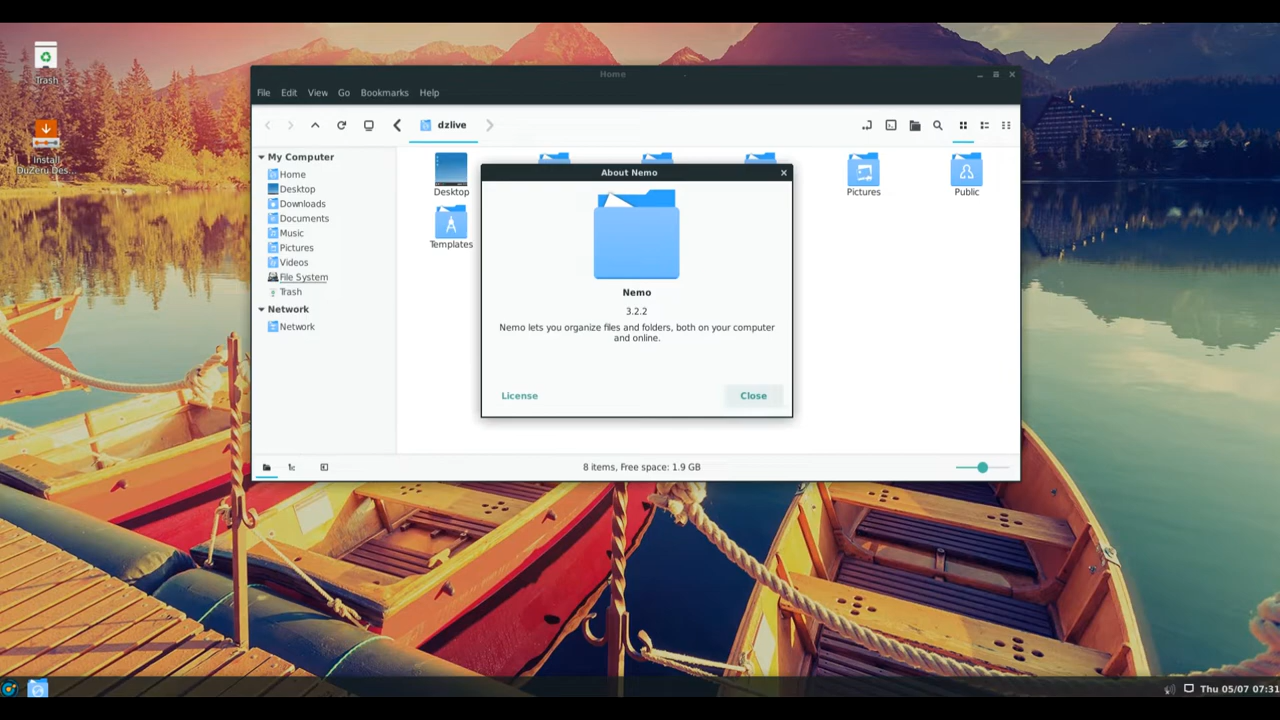 Trash
Install
DuZeru Des...
Home
File Edit View Go Bookmarks Help
dzlive
My Computer
Home
Desktop
Downloads
Documents
Music
Pictures
Videos
File System
Trash
Network
Network
Desktop
Pictures
Public
Templates
About Nemo
Nemo
3.2.2
Nemo lets you organize files and folders, both on your computer
and online.
License
Close
8 items, Free space: 1.9 GB
Thu 05/07 07:31